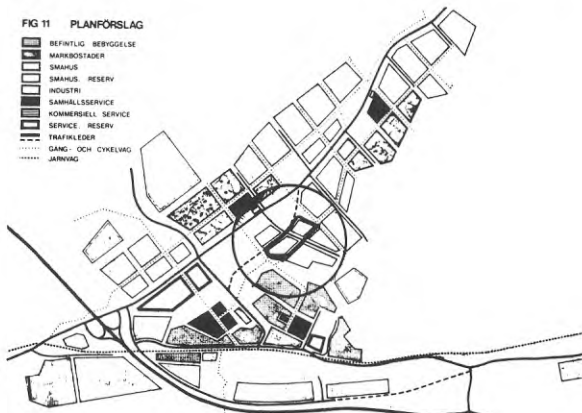 FIG 11 PLANFÖRSLAG
BEFINTLIG BEBYGGELSE
MARKBOSTÄDER
SMÅHUS
SMÅHUS. RESERV
INDUSTRI
SAMHÄLLSSERVICE
KOMMERSIELL SERVICE
SERVICE. RESERV
TRAFIKLEDER
GÅNG- OCH CYKELVÄG
JÄRNVÄG